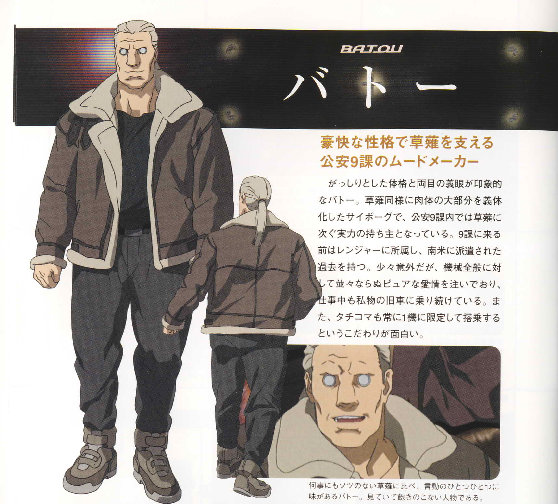 BATOU
バトー
豪快な性格で草薙を支える
公安9課のムードメーカー
がっしりとした体格と両目の義眼が印象的
なバトー。草薙同様に肉体の大部分を義体
化したサイボーグで、公安9課内では草薙に
次ぐ実力の持ち主となっている。9課に来る
前はレンジャーに所属し、南米に派遣された
過去を持つ。少々意外だが、機械全般に対
して並々ならぬピュアな愛情を注いでおり、
仕事中も私物の旧車に乗り続けている。ま
た、タチコマも常に1機に限定して搭乗する
というこだわりが面白い。
何事にもソツのない草薙に比べ、言動のひとつひとつに
味があるバトー。見ていて飽きのこない人物である。